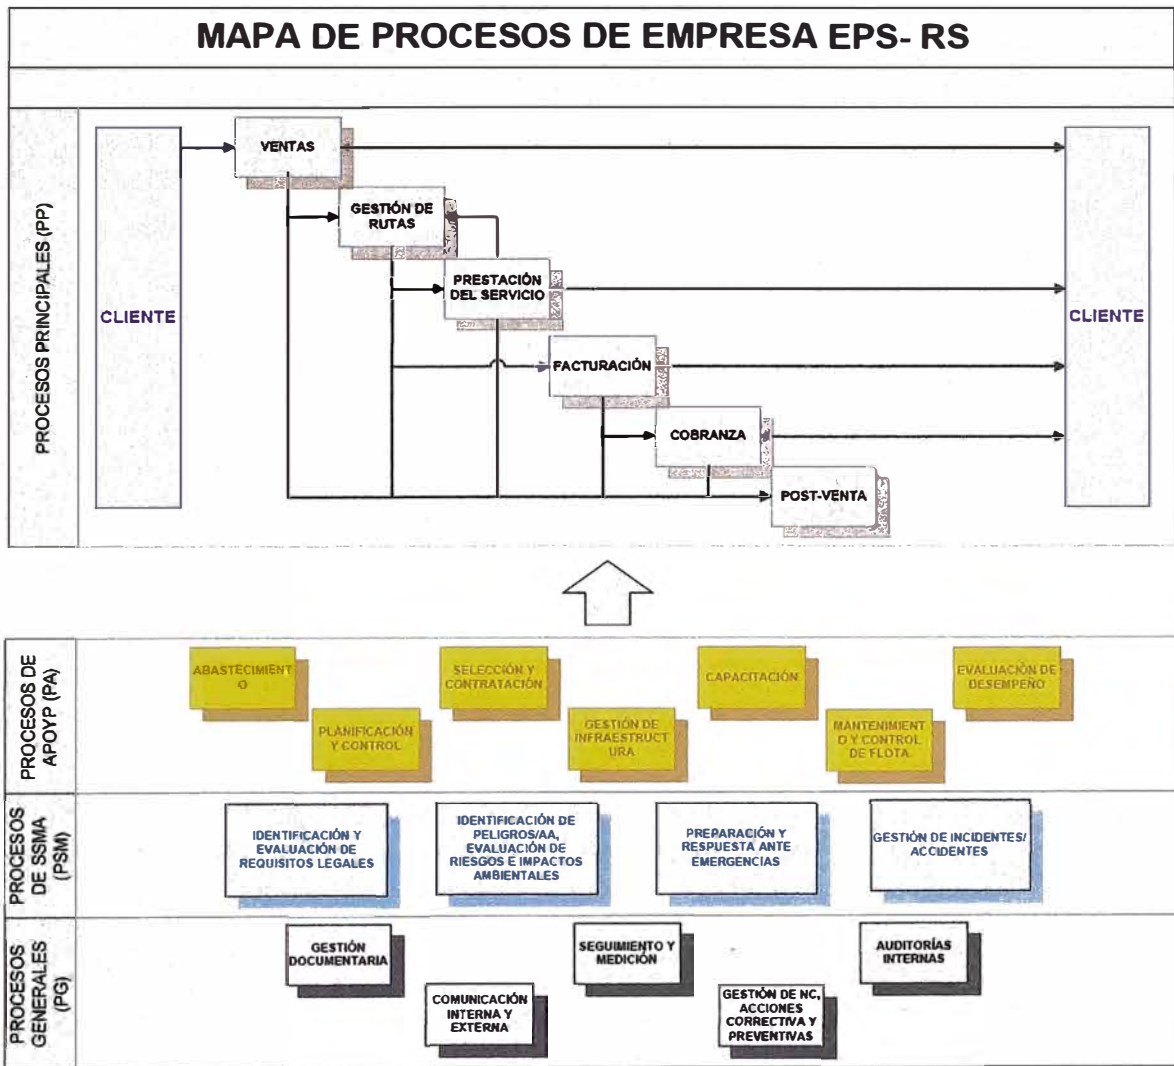 MAPA DE PROCESOS DE EMPRESA EPS- RS
PROCESOS PRINCIPALES (PP)
CLIENTE
VENTAS
GESTIÓN DE
RUTAS
PRESTACIÓN
DEL SERVICIO
FACTURACIÓN
COBRANZA
POST-VENTA
CLIENTE
PROCESOS DE
APOYP (PA)
ABASTECIMIENT
O
SELECCIÓN Y
CONTRATACIÓN
CAPACITACIÓN
EVALUACIÓN DE
DESEMPEÑO
PLANIFICACIÓN
Y CONTROL
GESTIÓN DE
INFRAESTRUCT
URA
MANTENIMIENT
O Y CONTROL
DE FLOTA
PROCESOS
DE SSIMA
(PSM)
IDENTIFICACIÓN Y
EVALUACIÓN DE
REQUISITOS LEGALES
IDENTIFICACIÓN DE
PELIGROS/AA,
EVALUACIÓN DE
RIESGOS E IMPACTOS
AMBIENTALES
PREPARACIÓN Y
RESPUESTA ANTE
EMERGENCIAS
GESTIÓN DE INCIDENTES/
ACCIDENTES
PROCESOS
GENERALES
(PG)
GESTIÓN
DOCUMENTARIA
SEGUIMIENTO Y
MEDICIÓN
AUDITORÍAS
INTERNAS
COMUNICACIÓN
INTERNA Y
EXTERNA
GESTIÓN DE NC,
ACCIONES
CORRECTIVA Y
PREVENTIVAS